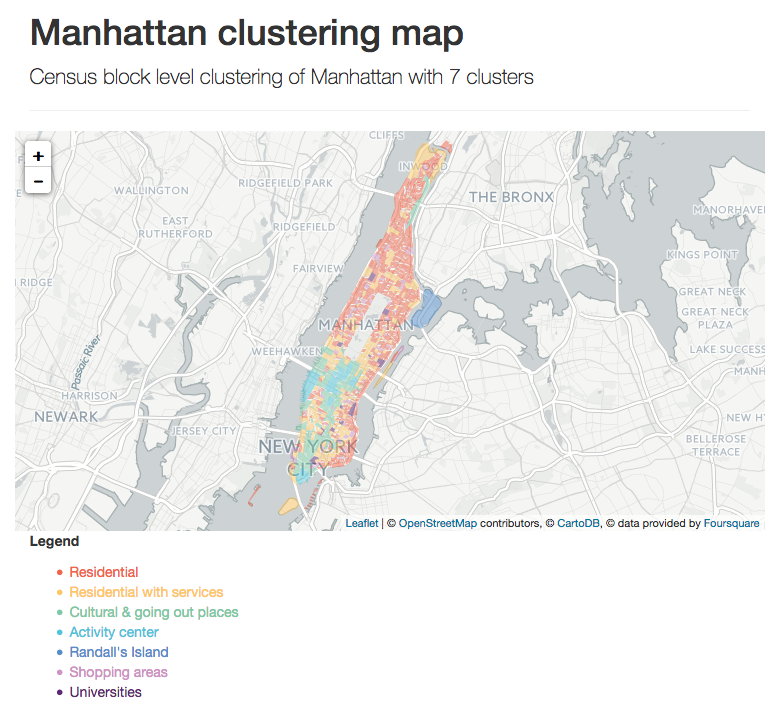 Manhattan clustering map
Census block level clustering of Manhattan with 7 clusters
+
−
CLIFFS
INWOOD
WALLINGTON
RIDGEFIELD PARK
THE BRONX
MANORHAVEN
EAST
RUTHERFORD
RIDGEFIELD
KINGS POINT
RIDGE
FAIRVIEW
GREAT NECK
GREAT NECK
PLAZA
MANHATTAN
WEEHAWKEN
LAKE SUCCESS
Passaic River
MANH
HARRISON
NEWARK
NEW H
JERSEY CITY
BELLEROSE
TERRACE
NEW YORK
CITY
Leaflet | © OpenStreetMap contributors, © CartoDB, © data provided by Foursquare
Legend
• Residential
• Residential with services
• Cultural & going out places
• Activity center
• Randall's Island
• Shopping areas
• Universities